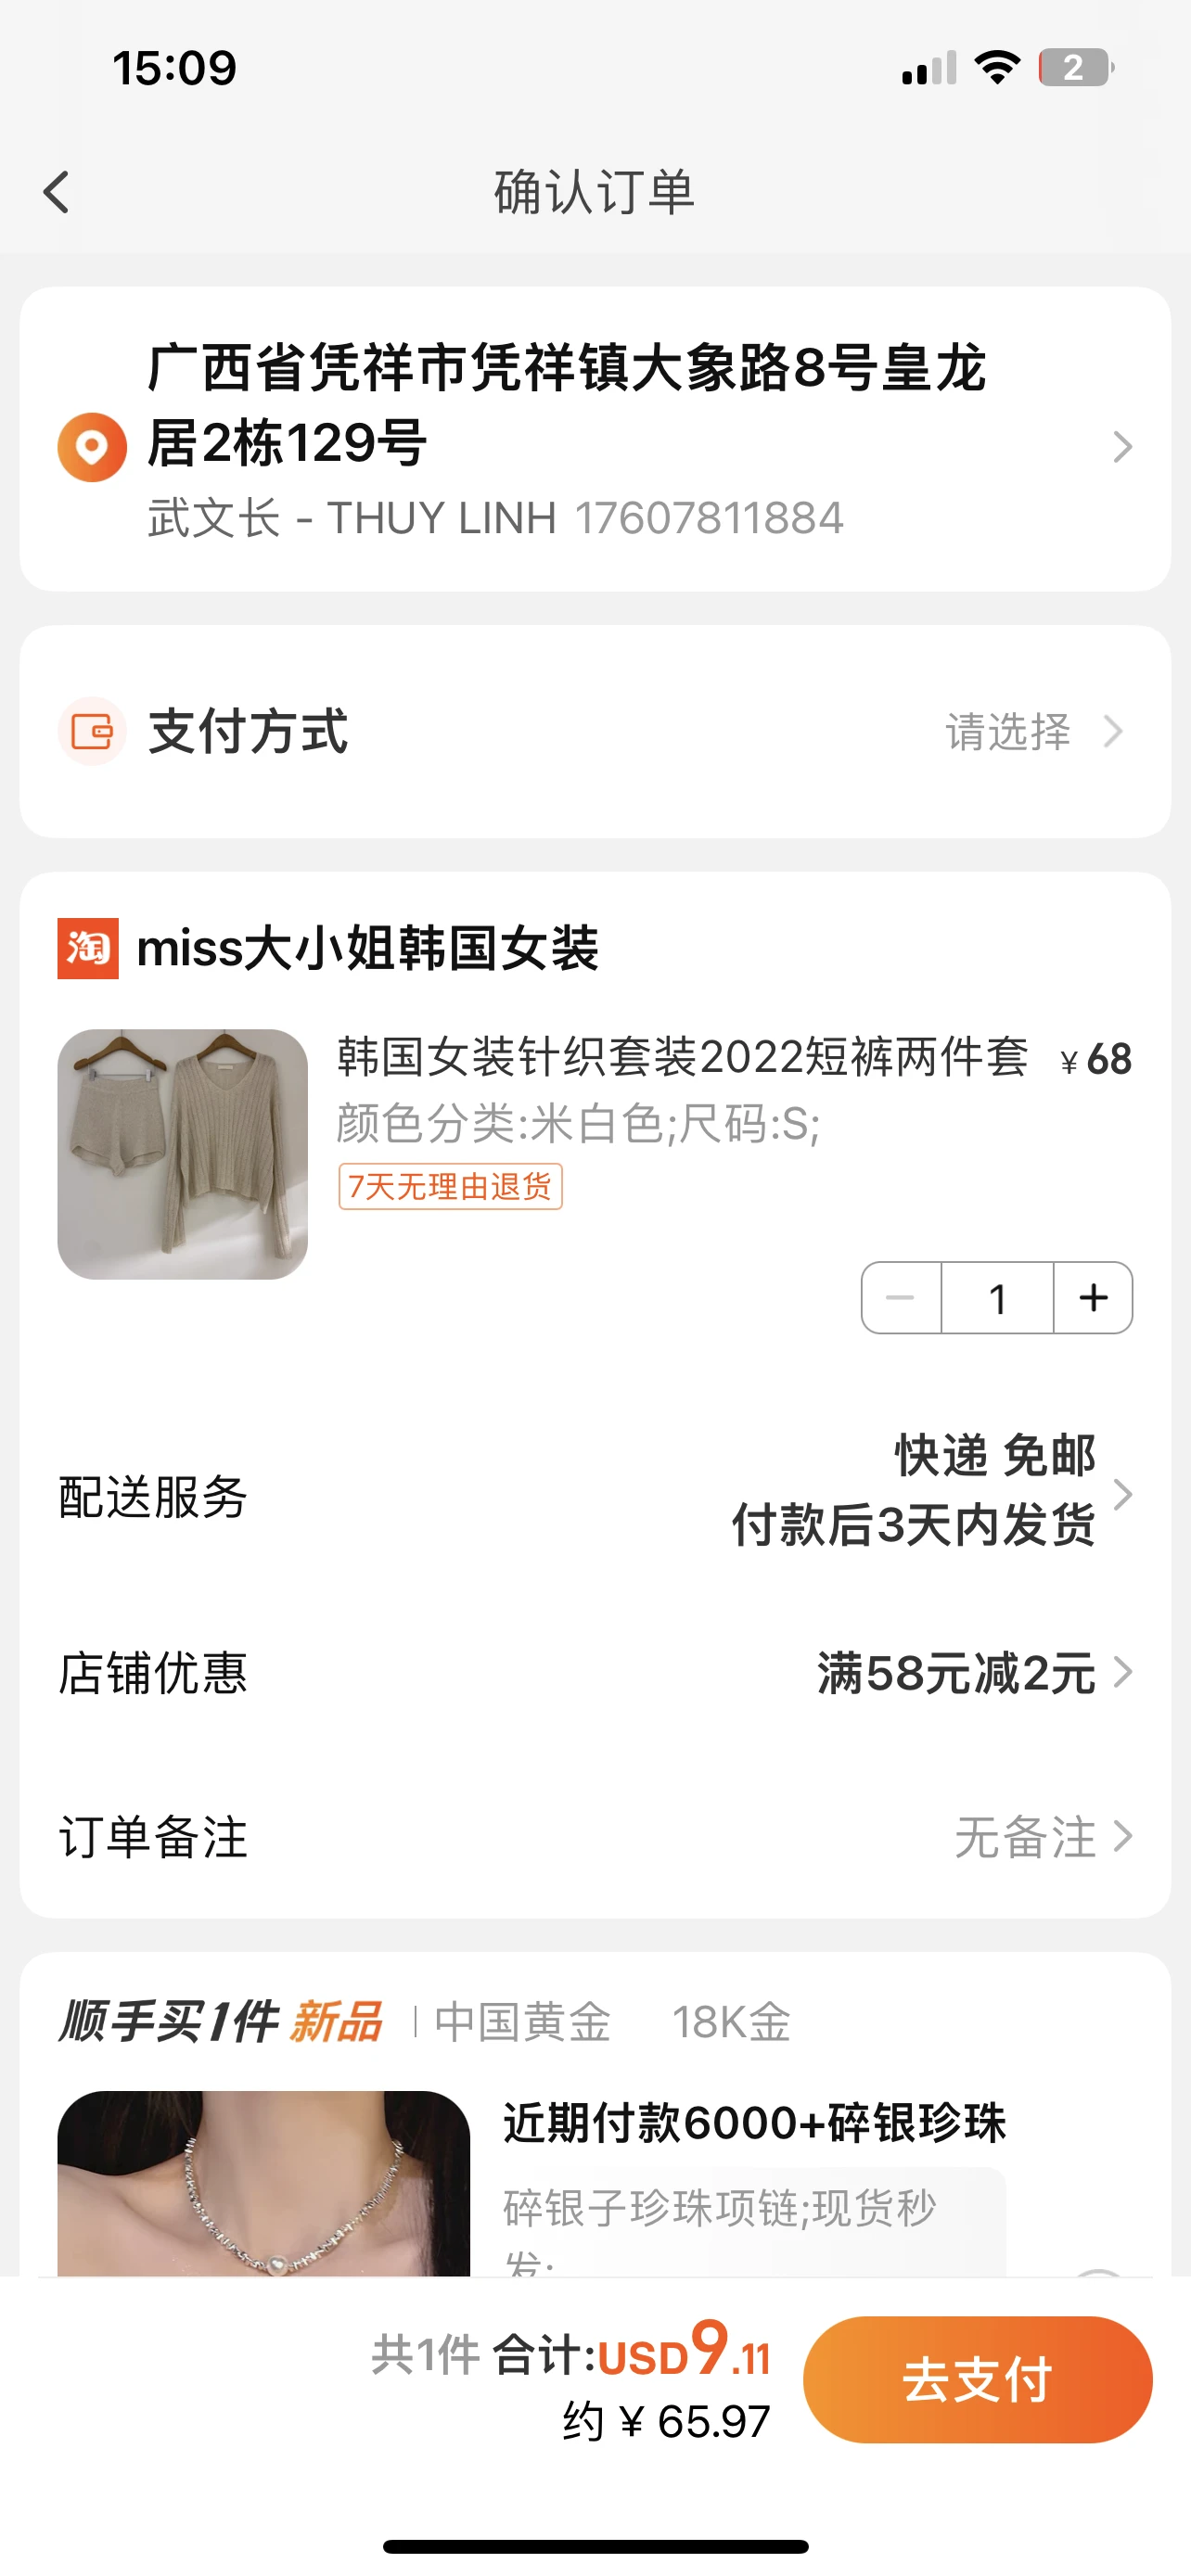 15:09
2
确认订单
广西省凭祥市凭祥镇大象路8号皇龙
居2栋129号
武文长 - THUY LINH 17607811884
支付方式 请选择
淘 miss大小姐韩国女装
韩国女装针织套装2022短裤两件套 ¥68
颜色分类:米白色;尺码:S;
7天无理由退货
1
快递 免邮
配送服务
付款后3天内发货
店铺优惠 满58元减2元
订单备注 无备注
顺手买1件 新品 中国黄金 18K金
近期付款6000+碎银珍珠
碎银子珍珠项链;现货秒
发;
共1件 合计:USD9.11
约 ¥ 65.97
去支付